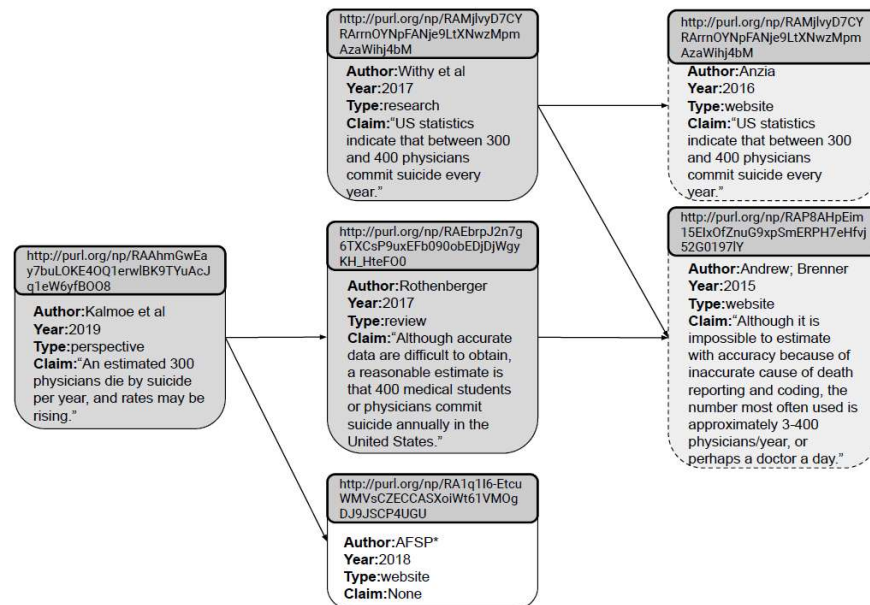 http://purl.org/np/RAMjlvyD7CY
RArrnOYNpFANje9LtXNwzMpm
AzaWihj4bM
Author:Withy et al
Year:2017
Type:research
Claim:“US statistics
indicate that between 300
and 400 physicians
commit suicide every
year.”
http://purl.org/np/RAMjlvyD7CY
RArrnOYNpFANje9LtXNwzMpm
AzaWihj4bM
Author:Anzia
Year:2016
Type:website
Claim:“US statistics
indicate that between 300
and 400 physicians
commit suicide every
year.”
http://purl.org/np/RAAhmGwEa
y7buLOKE4OQ1erwlBK9TYuAcJ
q1eW6yfBOO8
Author:Kalmoe et al
Year:2019
Type:perspective
Claim:“An estimated 300
physicians die by suicide
per year, and rates may be
rising.”
http://purl.org/np/RAEbrpJ2n7g
6TXCsP9uxEFb090obEDjDjWgy
KH_HteFO0
Author:Rothenberger
Year:2017
Type:review
Claim:“Although accurate
data are difficult to obtain,
a reasonable estimate is
that 400 medical students
or physicians commit
suicide annually in the
United States.”
http://purl.org/np/RAP8AHpEim
15EIxOfZnuG9xpSmERPH7eHfvj
52G0197lY
Author:Andrew; Brenner
Year:2015
Type:website
Claim:“Although it is
impossible to estimate
with accuracy because of
inaccurate cause of death
reporting and coding, the
number most often used is
approximately 3-400
physicians/year, or
perhaps a doctor a day.”
http://purl.org/np/RA1q1I6-Etcu
WMVsCZECCASXoiWt61VMOg
DJ9JSCP4UGU
Author:AFSP*
Year:2018
Type:website
Claim:None